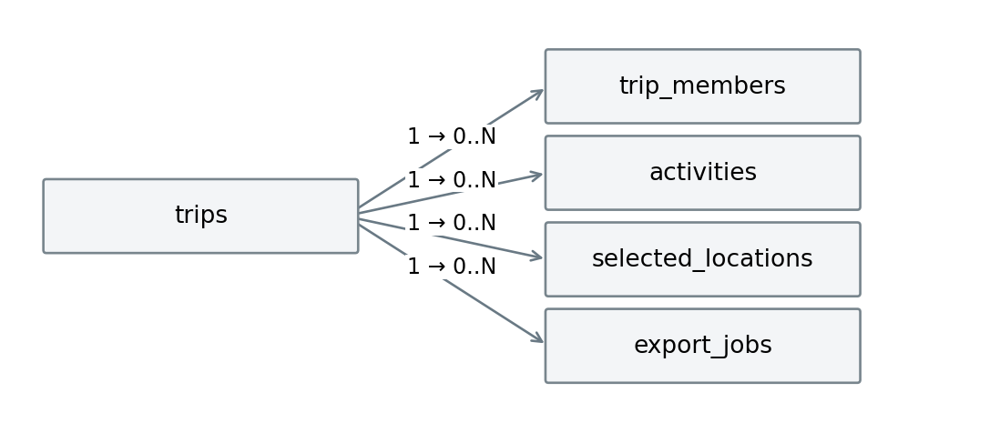 trip_members
1 → 0..N
activities
1 → 0..N
trips
1 → 0..N
selected_locations
1 → 0..N
export_jobs